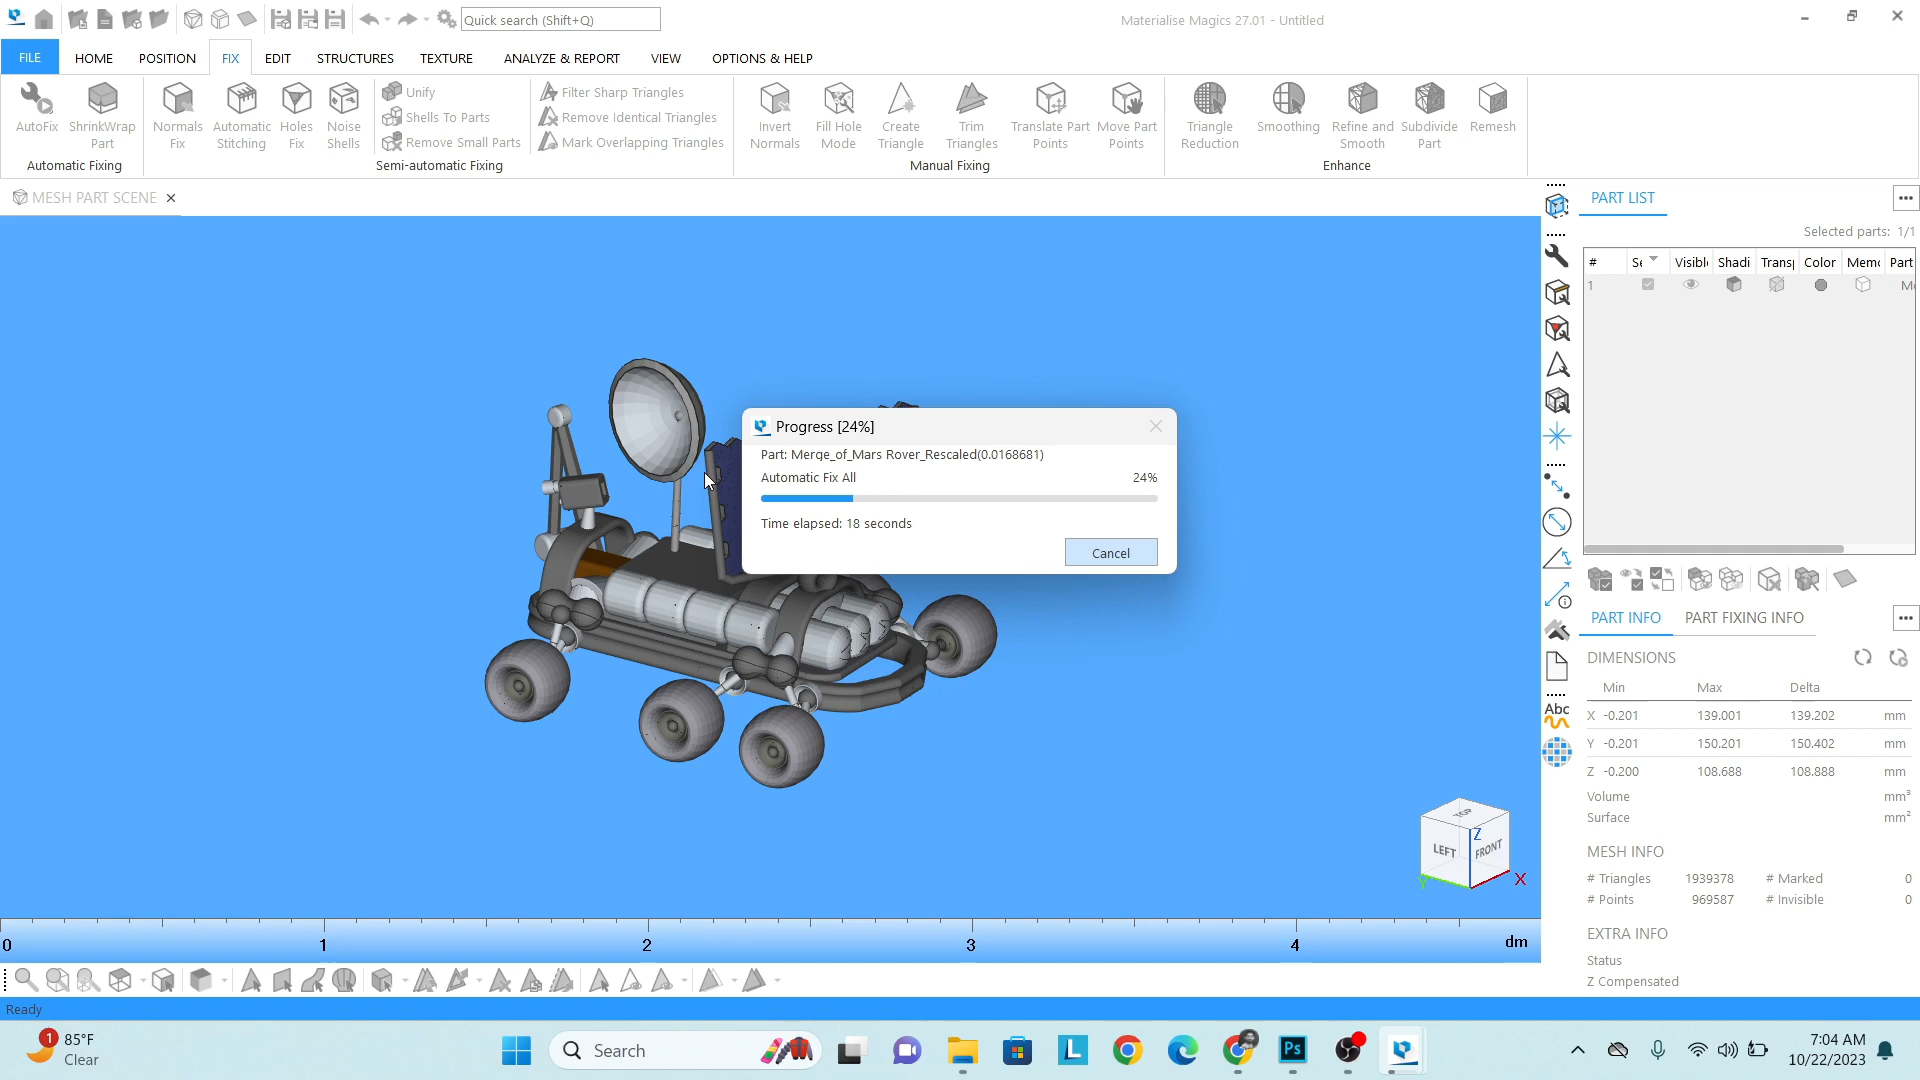 Quick search (Shift+Q)
Materialise Magics 27.01 - Untitled
FILE HOME POSITION FIX EDIT STRUCTURES TEXTURE ANALYZE & REPORT VIEW OPTIONS & HELP
AutoFix
ShrinkWrap
Part
Automatic Fixing
Normals
Fix
Automatic
Stitching
Holes
Fix
Noise
Shells
Unify
Shells To Parts
Remove Small Parts
Filter Sharp Triangles
Remove Identical Triangles
Mark Overlapping Triangles
Semi-automatic Fixing
Invert
Normals
Fill Hole
Mode
Create
Triangle
Trim
Triangles
Translate Part
Points
Move Part
Points
Manual Fixing
Triangle
Reduction
Smoothing
Refine and
Smooth
Subdivide
Part
Remesh
Enhance
MESH PART SCENE
Progress [24%]
Part: Merge_of_Mars Rover_Rescaled(0.0168681)
Automatic Fix All 24%
Time elapsed: 18 seconds
Cancel
TOP
LEFT
FRONT
Z
Y
X
0 1 2 3 4 dm
Abc
PART LIST
Selected parts: 1/1
# Se Visibl Shadi Transp Color Memo Part
1 Me
PART INFO PART FIXING INFO
DIMENSIONS
Min Max Delta
X -0.201 139.001 139.202 mm
Y -0.201 150.201 150.402 mm
Z -0.200 108.688 108.888 mm
Volume mm³
Surface mm²
MESH INFO
# Triangles 1939378 # Marked 0
# Points 969587 # Invisible 0
EXTRA INFO
Status
Z Compensated
Ready
1
85°F
Clear
Search
L
Ps
7:04 AM
10/22/2023